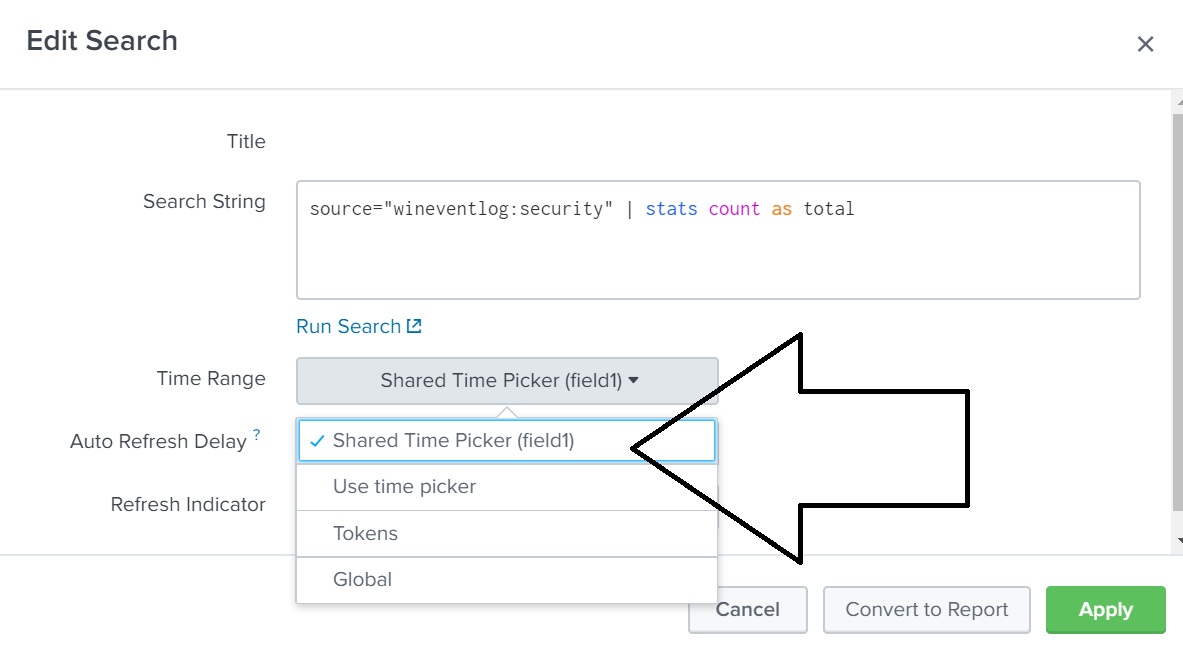 Edit Search
Title
Search String
source="wineventlog:security" | stats count as total
Run Search
Time Range
Shared Time Picker (field1)
Auto Refresh Delay ?
Shared Time Picker (field1)
Use time picker
Refresh Indicator
Tokens
Global
Cancel
Convert to Report
Apply